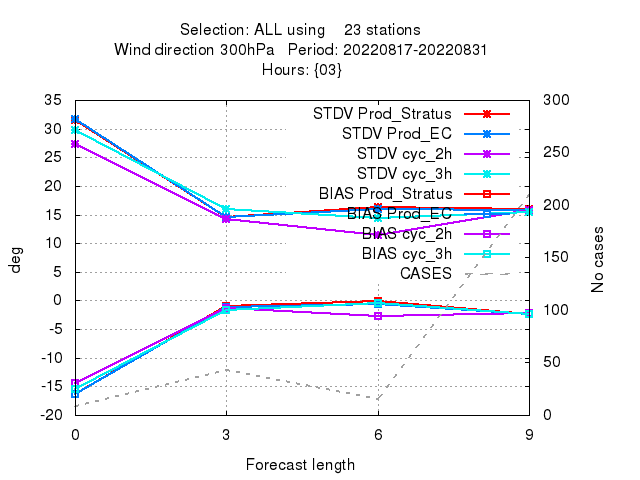 Selection: ALL using 23 stations
Wind direction 300hPa Period: 20220817-20220831
Hours: {03}
35
30
25
20
15
10
5
0
-5
-10
-15
-20
deg
300
250
200
150
100
50
0
No cases
STDV Prod_Stratus
STDV Prod_EC
STDV cyc_2h
STDV cyc_3h
BIAS Prod_Stratus
BIAS Prod_EC
BIAS cyc_2h
BIAS cyc_3h
CASES
0 3 6 9
Forecast length